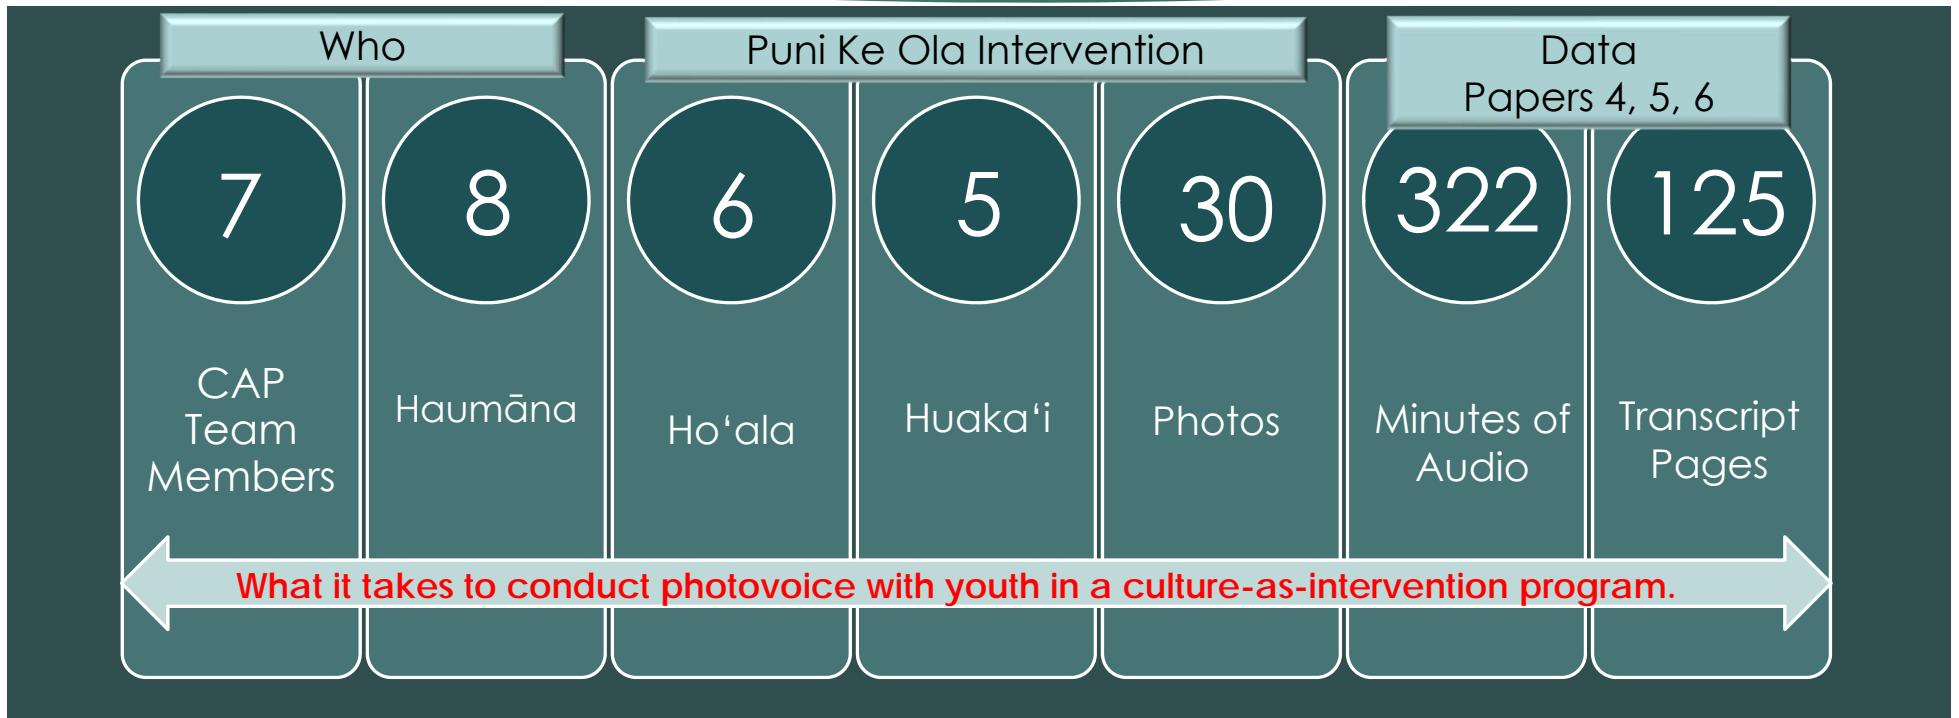 Who
Puni Ke Ola Intervention
Data
Papers 4, 5, 6
7
CAP
Team
Members
8
Haumāna
6
Hoʻala
5
Huakaʻi
30
Photos
322
Minutes of
Audio
125
Transcript
Pages
What it takes to conduct photovoice with youth in a culture-as-intervention program.